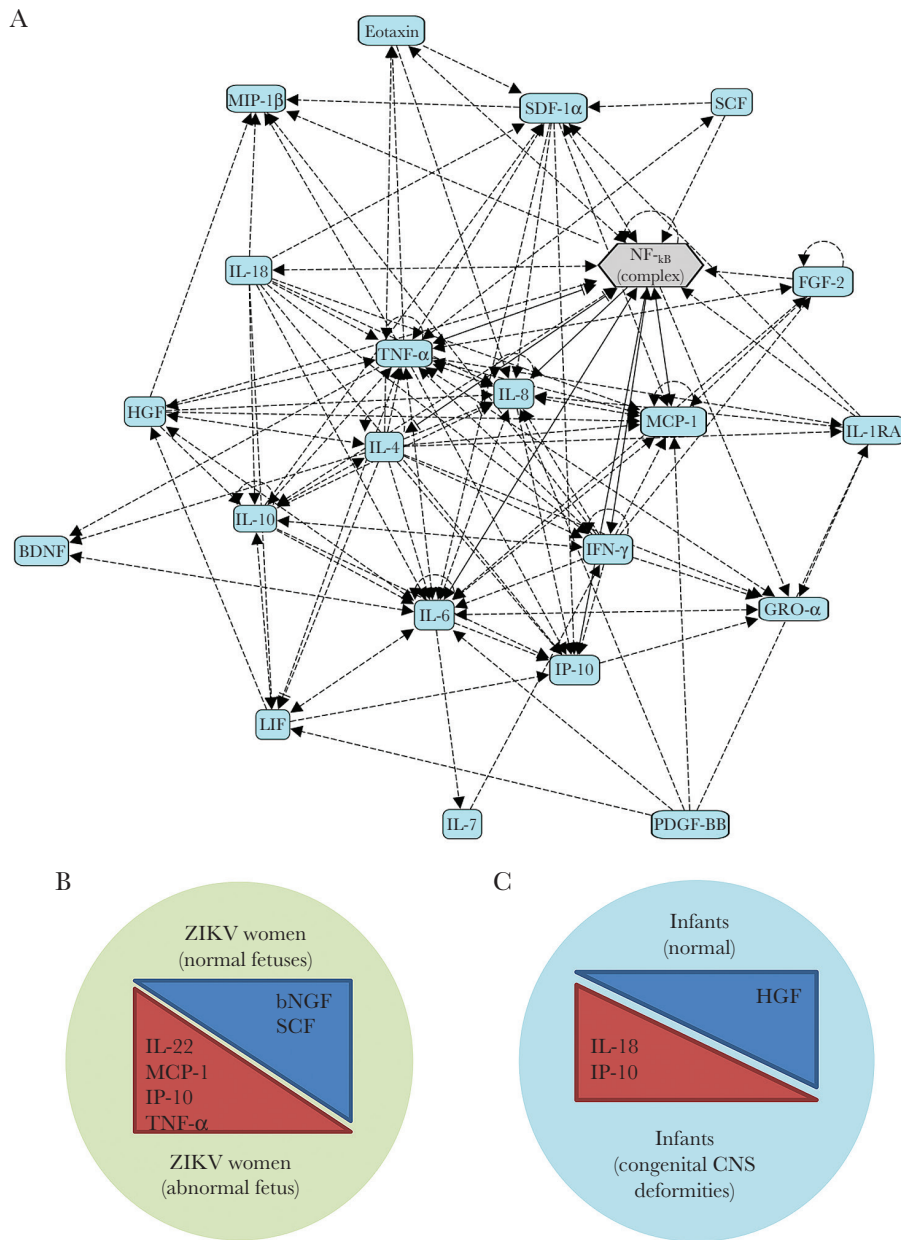 A
Eotaxin
MIP-1β
SDF-1α
SCF
NF-kB
(complex)
IL-18
FGF-2
TNF-α
IL-8
HGF
MCP-1
IL-1RA
IL-4
IL-10
BDNF
IFN-γ
IL-6
GRO-α
IP-10
LIF
IL-7
PDGF-BB
B
ZIKV women
(normal fetuses)
bNGF
SCF
IL-22
MCP-1
IP-10
TNF-α
ZIKV women
(abnormal fetus)
C
Infants
(normal)
HGF
IL-18
IP-10
Infants
(congenital CNS
deformities)